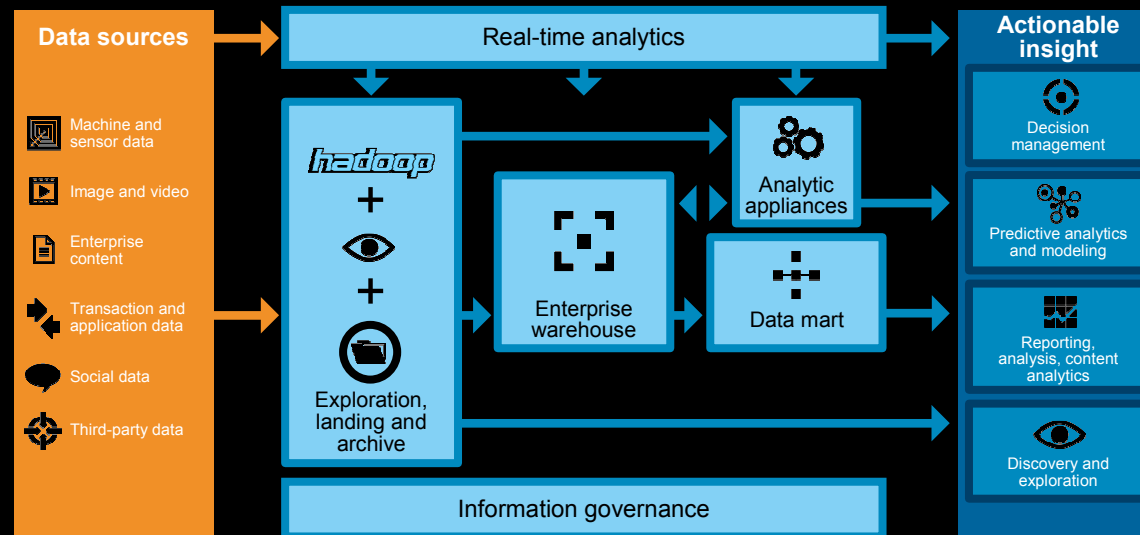 Data sources
Machine and
sensor data
Image and video
Enterprise
content
Transaction and
application data
Social data
Third-party data
Real-time analytics
hadoop
+
+
Exploration,
landing and
archive
Enterprise
warehouse
Analytic
appliances
Data mart
Information governance
Actionable
insight
Decision
management
Predictive analytics
and modeling
Reporting,
analysis, content
analytics
Discovery and
exploration